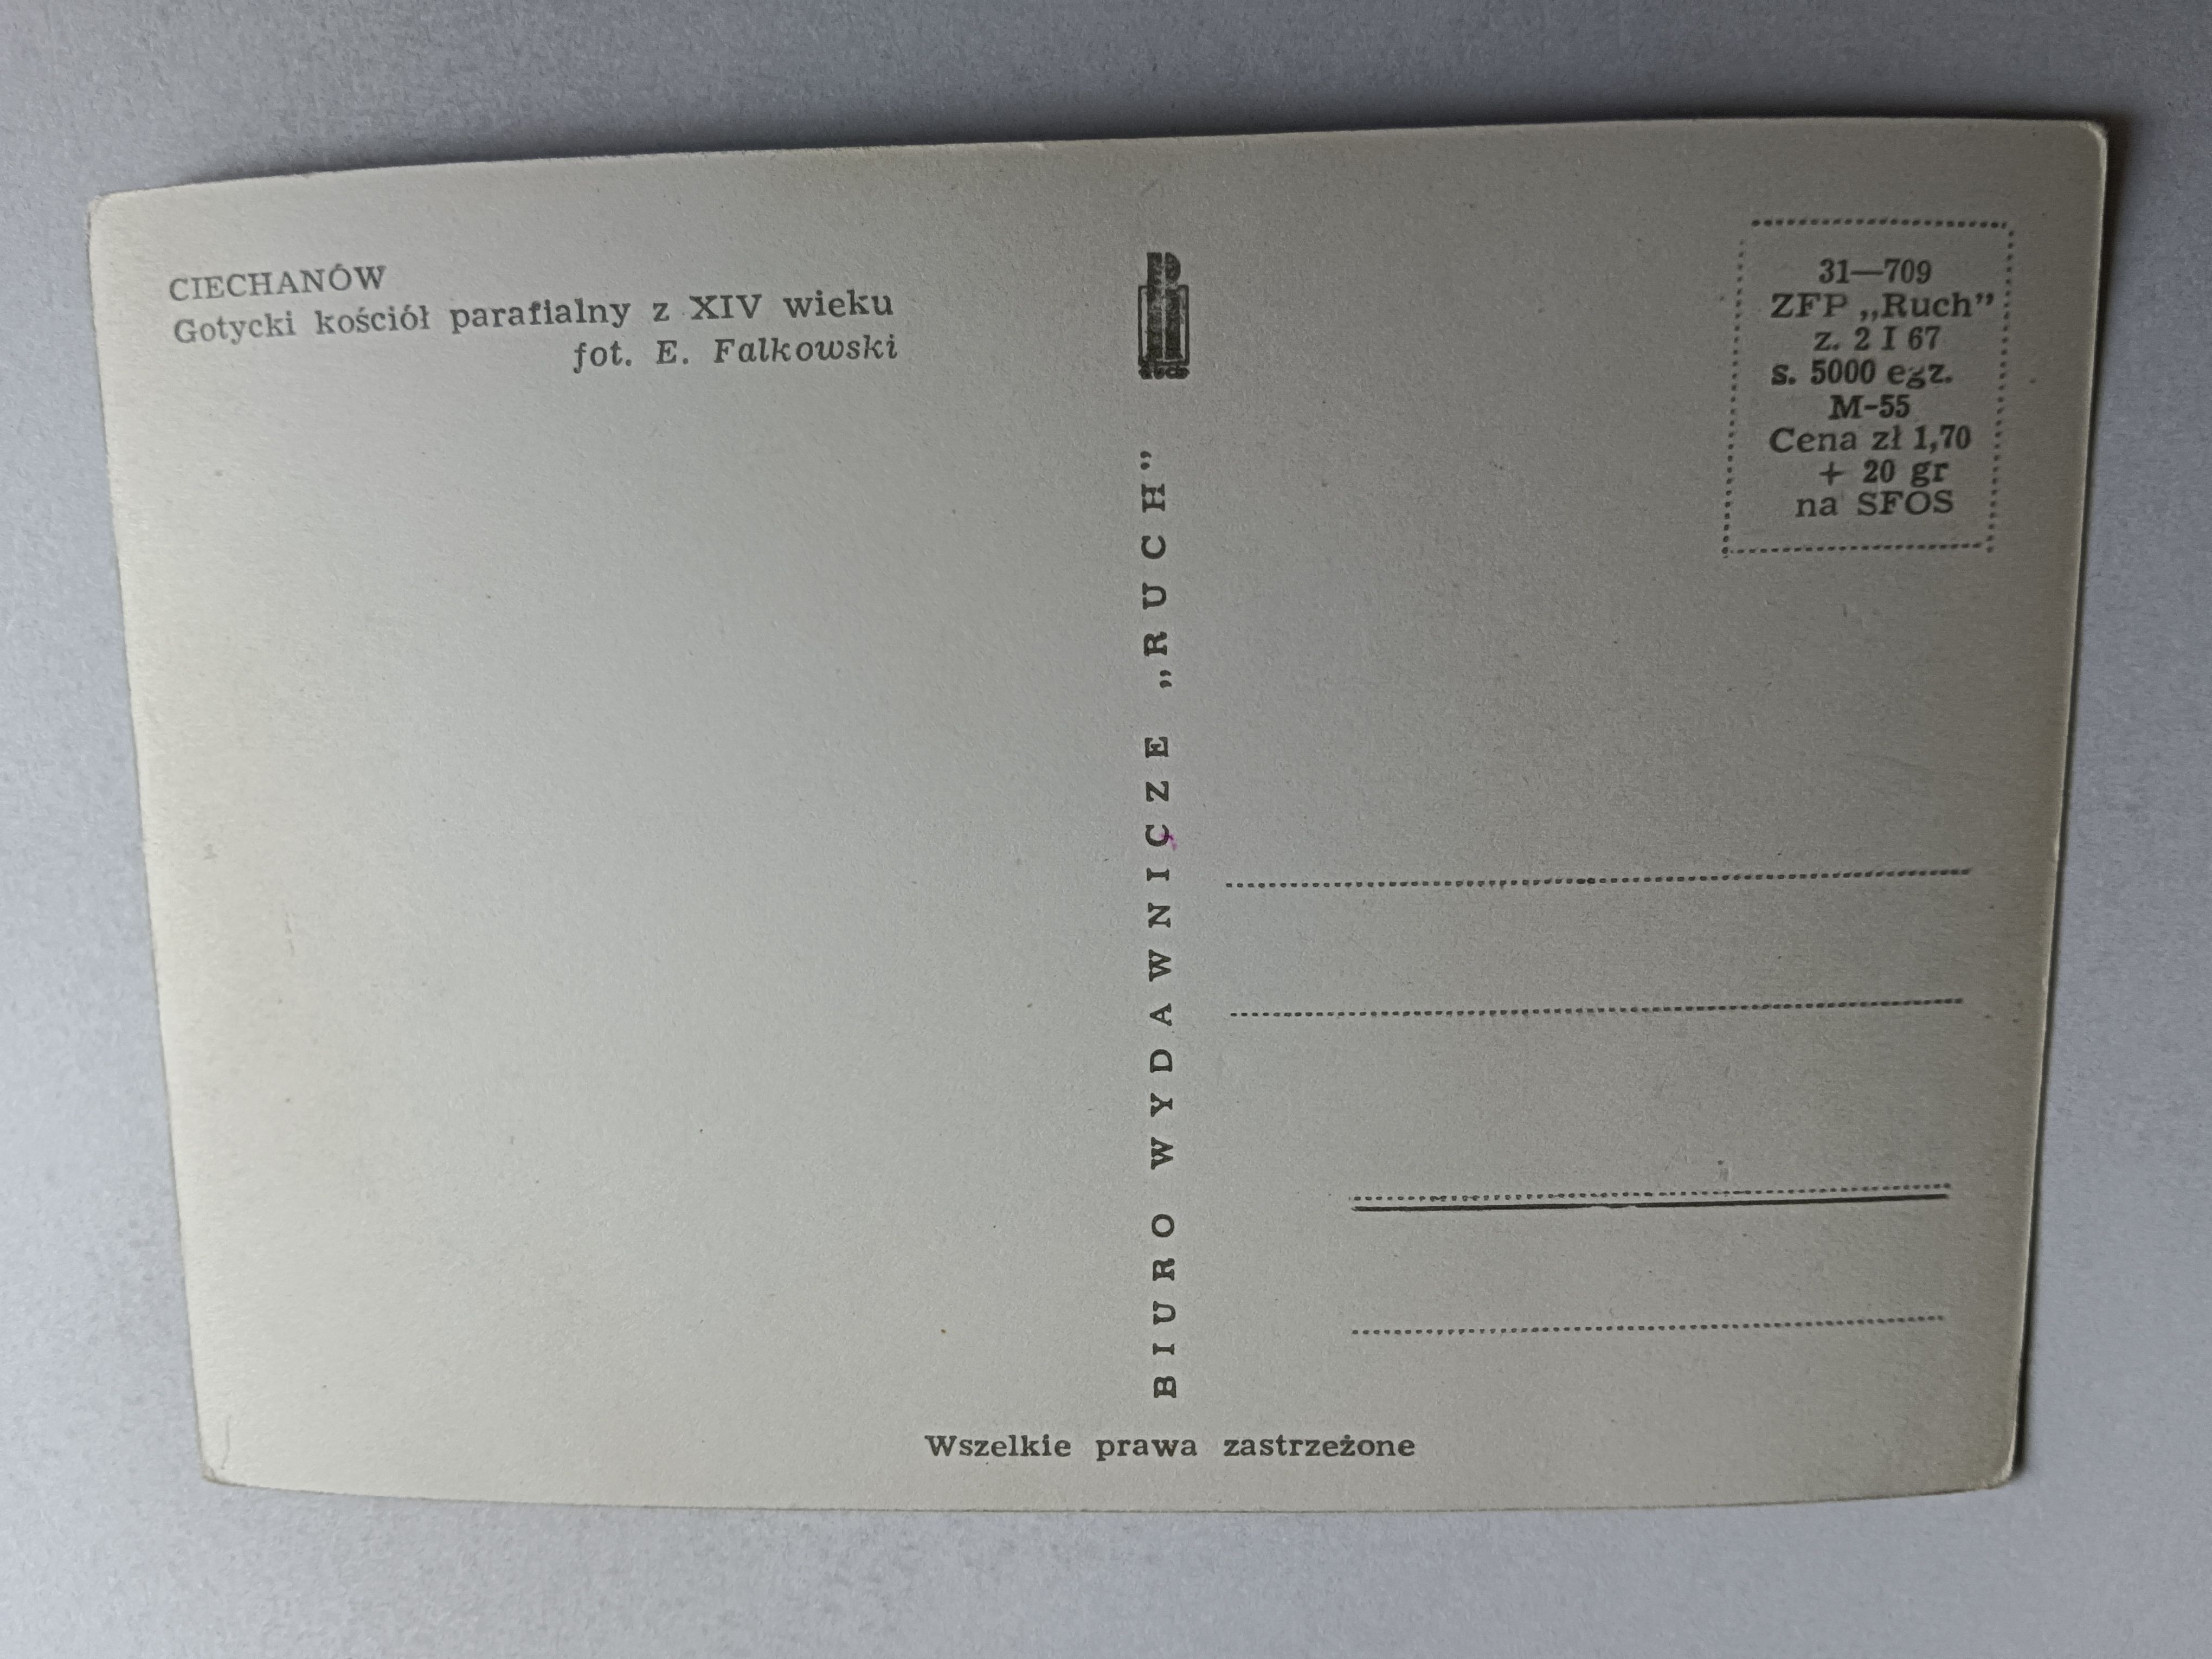 CIECHANÓW
Gotycki kościół parafialny z XIV wieku
fot. E. Falkowski
BIURO WYDAWNICZE „RUCH”
31—709
ZFP „Ruch”
z. 2 I 67
s. 5000 egz.
M-55
Cena zł 1,70
+ 20 gr
na SFOS
Wszelkie prawa zastrzeżone